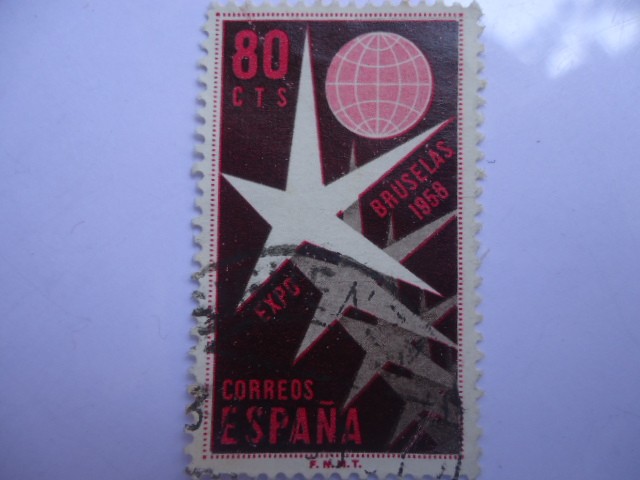 80
CTS
BRUSELAS
1958
EXPO
CORREOS
ESPAÑA
F.N.M.T.